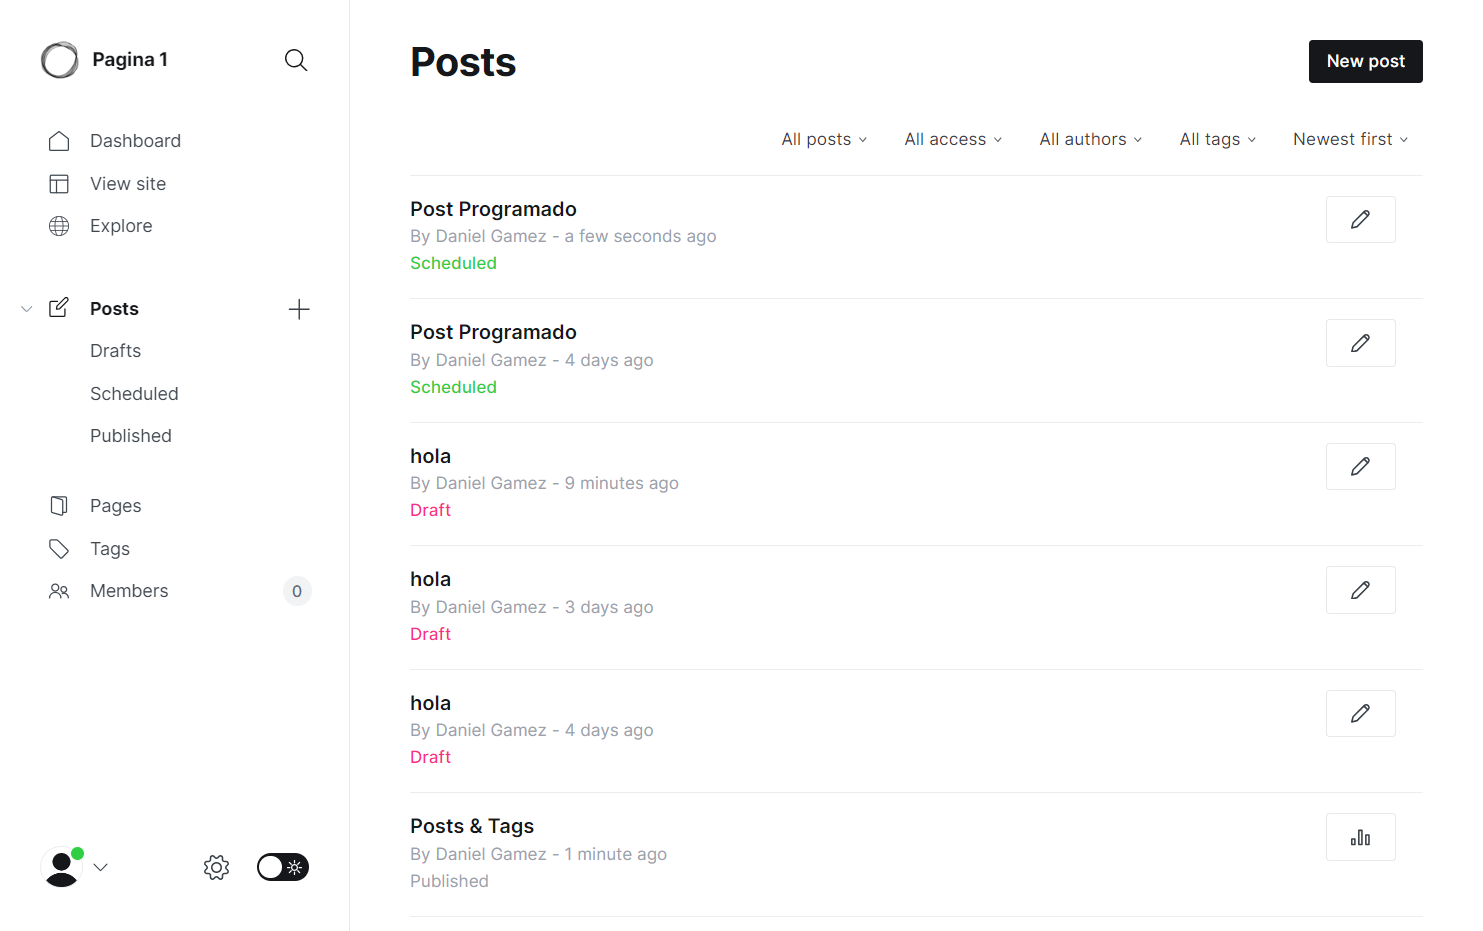 Pagina 1
Dashboard
View site
Explore
Posts
Drafts
Scheduled
Published
Pages
Tags
Members 0
Posts
New post
All posts All access All authors All tags Newest first
Post Programado
By Daniel Gamez - a few seconds ago
Scheduled
Post Programado
By Daniel Gamez - 4 days ago
Scheduled
hola
By Daniel Gamez - 9 minutes ago
Draft
hola
By Daniel Gamez - 3 days ago
Draft
hola
By Daniel Gamez - 4 days ago
Draft
Posts & Tags
By Daniel Gamez - 1 minute ago
Published